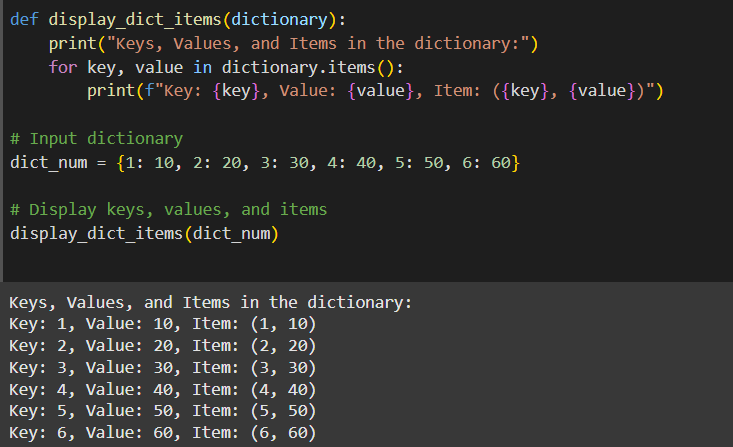 def display_dict_items(dictionary):
    print("Keys, Values, and Items in the dictionary:")
    for key, value in dictionary.items():
        print(f"Key: {key}, Value: {value}, Item: ({key}, {value})")
# Input dictionary
dict_num = {1: 10, 2: 20, 3: 30, 4: 40, 5: 50, 6: 60}
# Display keys, values, and items
display_dict_items(dict_num)
Keys, Values, and Items in the dictionary:
Key: 1, Value: 10, Item: (1, 10)
Key: 2, Value: 20, Item: (2, 20)
Key: 3, Value: 30, Item: (3, 30)
Key: 4, Value: 40, Item: (4, 40)
Key: 5, Value: 50, Item: (5, 50)
Key: 6, Value: 60, Item: (6, 60)